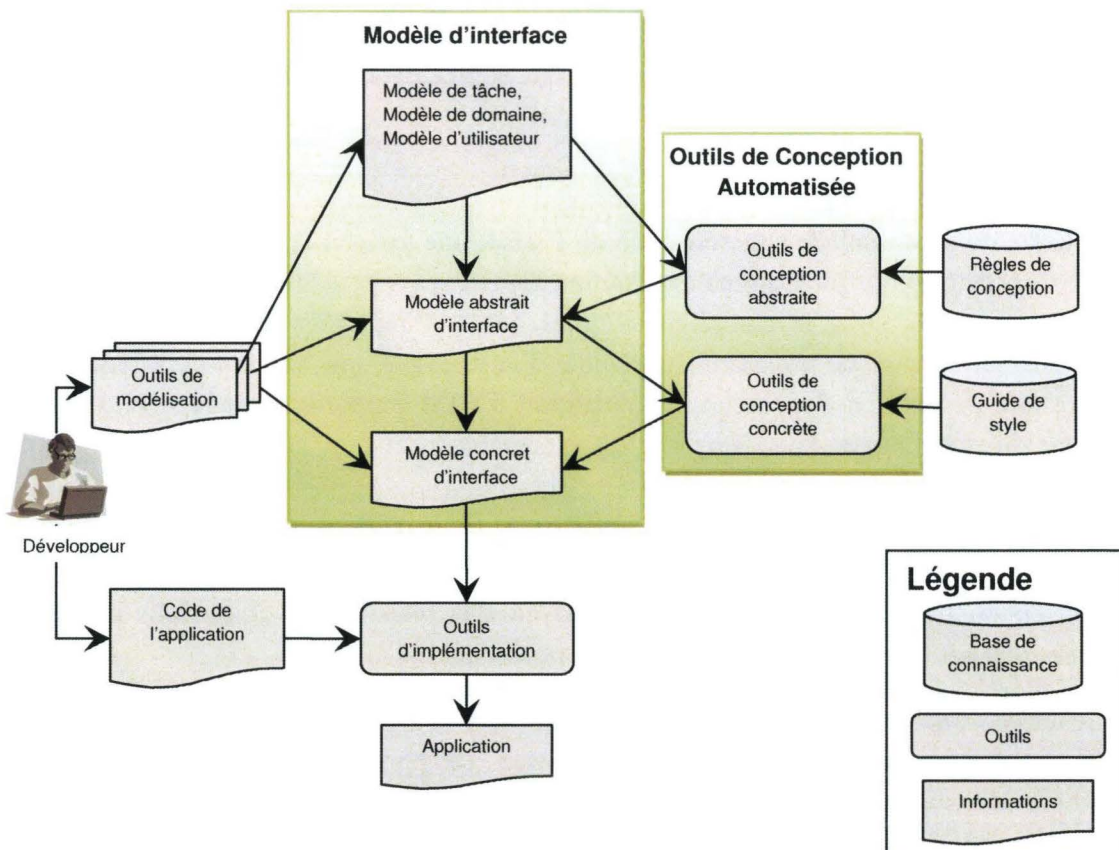 Modèle d'interface
Modèle de tâche,
Modèle de domaine,
Modèle d'utilisateur
Outils de Conception
Automatisée
Outils de
conception
abstraite
Règles de
conception
Modèle abstrait
d'interface
Outils de
modélisation
Outils de
conception
concrète
Guide de
style
Modèle concret
d'interface
Développeur
Code de
l'application
Outils
d'implémentation
Application
Légende
Base de
connaissance
Outils
Informations